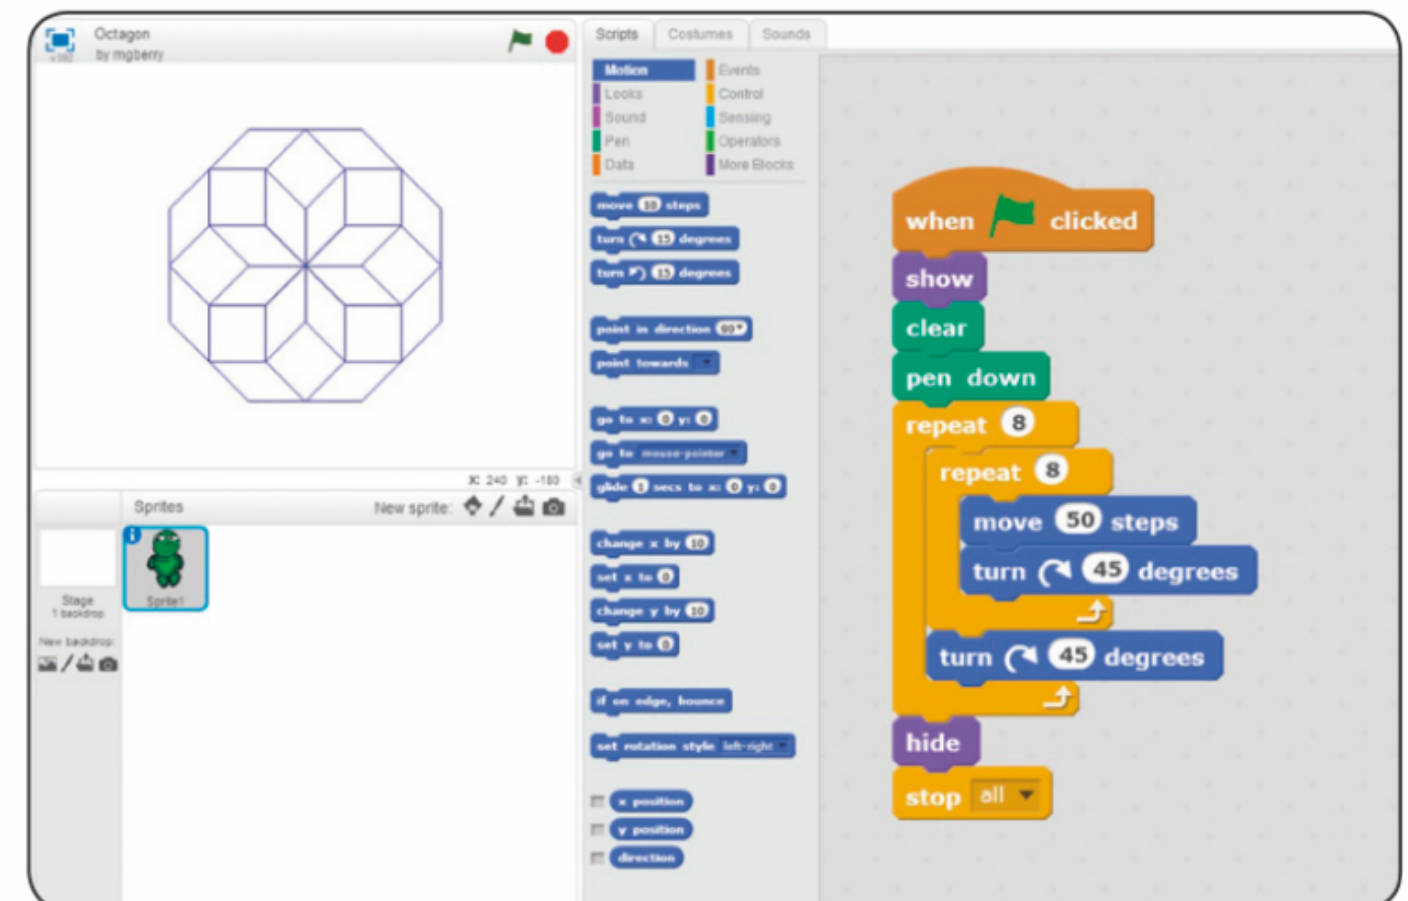 Octagon
by mgberry
Scripts Costumes Sounds
Motion Events
Looks Control
Sound Sensing
Pen Operators
Data More Blocks
move 10 steps
turn 15 degrees
turn 15 degrees
point in direction 90
point towards
go to x: 0 y: 0
go to mouse-pointer
glide 1 secs to x: 0 y: 0
change x by 10
set x to 0
change y by 10
set y to 0
if on edge, bounce
set rotation style left-right
x position
y position
direction
when clicked
show
clear
pen down
repeat 8
repeat 8
move 50 steps
turn 45 degrees
turn 45 degrees
hide
stop all
X: 240 y: -180
Sprites New sprite:
Sprite1
Stage
1 backdrop
New backdrop: